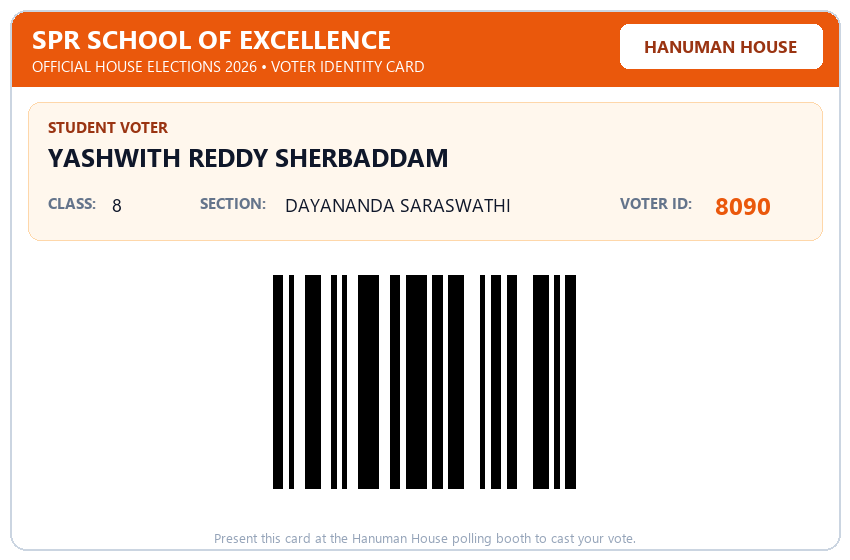 SPR SCHOOL OF EXCELLENCE
OFFICIAL HOUSE ELECTIONS 2026 • VOTER IDENTITY CARD
HANUMAN HOUSE
STUDENT VOTER
YASHWITH REDDY SHERBADDAM
CLASS: 8 SECTION: DAYANANDA SARASWATHI VOTER ID: 8090
Present this card at the Hanuman House polling booth to cast your vote.